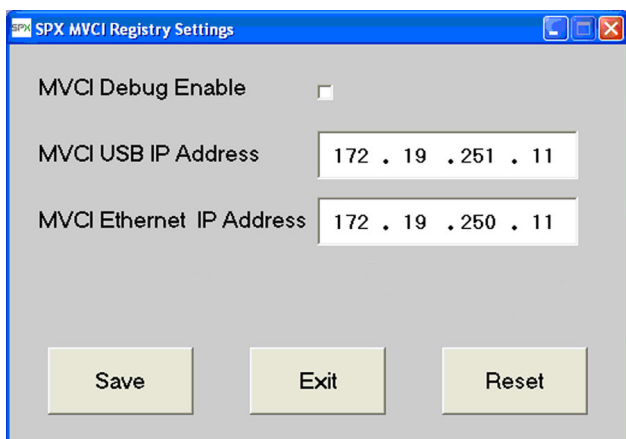 SPX SPX MVCI Registry Settings
MVCI Debug Enable
MVCI USB IP Address 172 . 19 . 251 . 11
MVCI Ethernet IP Address 172 . 19 . 250 . 11
Save Exit Reset